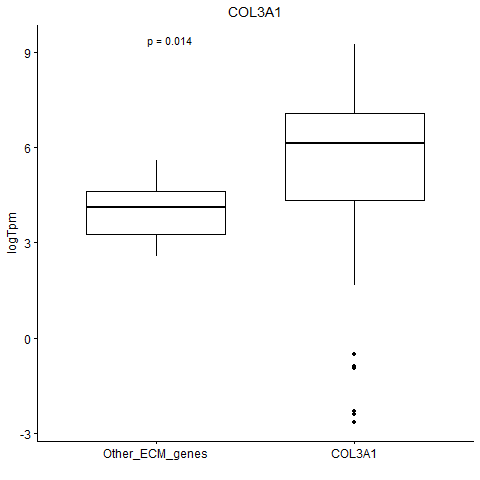 COL3A1
p = 0.014
9
6
3
0
-3
logTpm
Other_ECM_genes
COL3A1